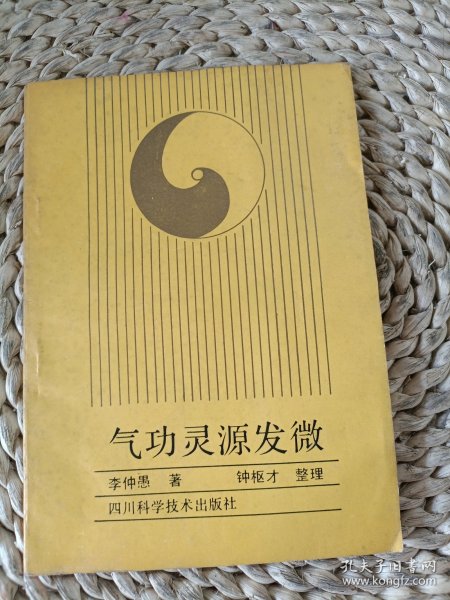 气功灵源发微
李仲愚 著 钟枢才 整理
四川科学技术出版社
孔夫子旧书网
www.kongfz.com